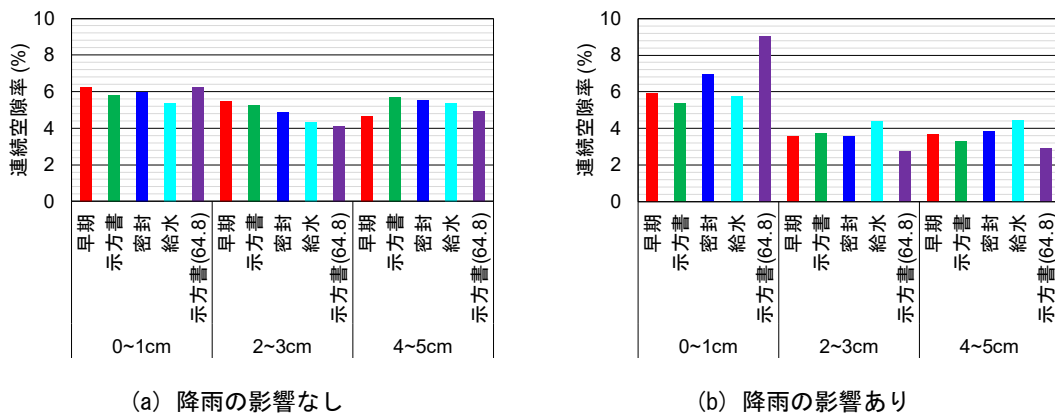 10
8
6
4
2
0
連続空隙率(%)
早期
示方書
密封
給水
示方書(64.8)
早期
示方書
密封
給水
示方書(64.8)
早期
示方書
密封
給水
示方書(64.8)
0~1cm 2~3cm 4~5cm
(a) 降雨の影響なし
10
8
6
4
2
0
連続空隙率(%)
早期
示方書
密封
給水
示方書(64.8)
早期
示方書
密封
給水
示方書(64.8)
早期
示方書
密封
給水
示方書(64.8)
0~1cm 2~3cm 4~5cm
(b) 降雨の影響あり